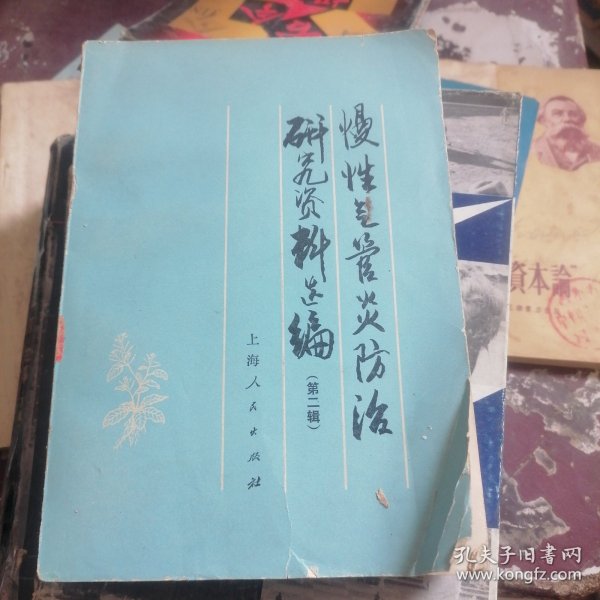 慢性气管炎防治
研究资料选编
(第二辑)
上海人民出版社
資本論
孔夫子旧书网
www.kongfz.com